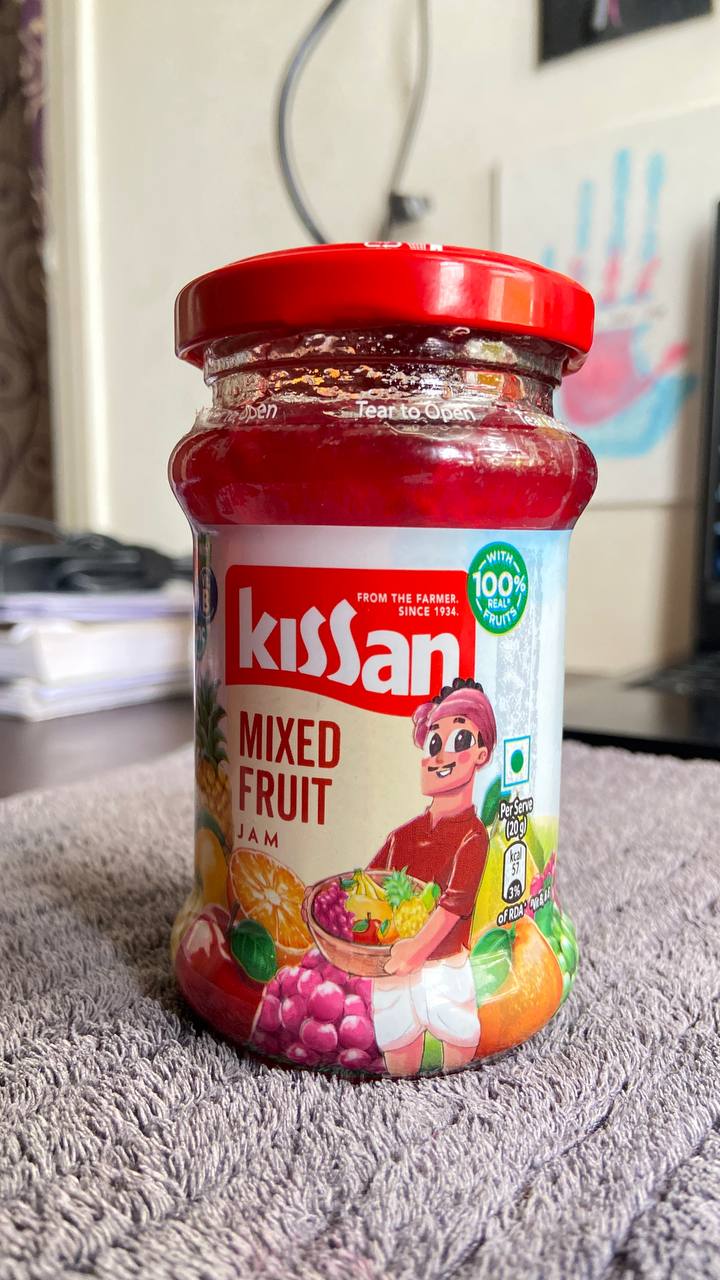 Tear to Open
WITH
100%
REAL*
FRUITS
FROM THE FARMER.
SINCE 1934.
kissan
MIXED
FRUIT
JAM
Per Serve
(20 g)
kcal
57
3%
of RDA